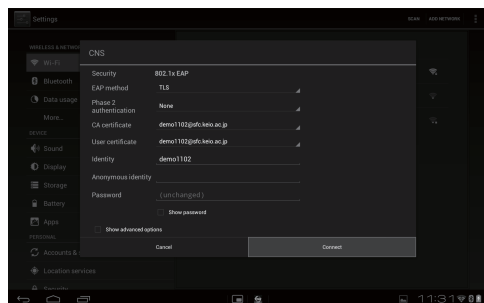 Settings
SCAN ADD NETWORK
WIRELESS & NETWO
Wi-Fi
Bluetooth
Data usage
More...
DEVICE
Sound
Display
Storage
Battery
Apps
PERSONAL
Accounts &
Location services
Security
CNS
Security 802.1x EAP
EAP method TLS
Phase 2
authentication None
CA certificate demo1102@sfc.keio.ac.jp
User certificate demo1102@sfc.keio.ac.jp
Identity demo1102
Anonymous identity
Password (unchanged)
Show password
Show advanced options
Cancel Connect
11:31